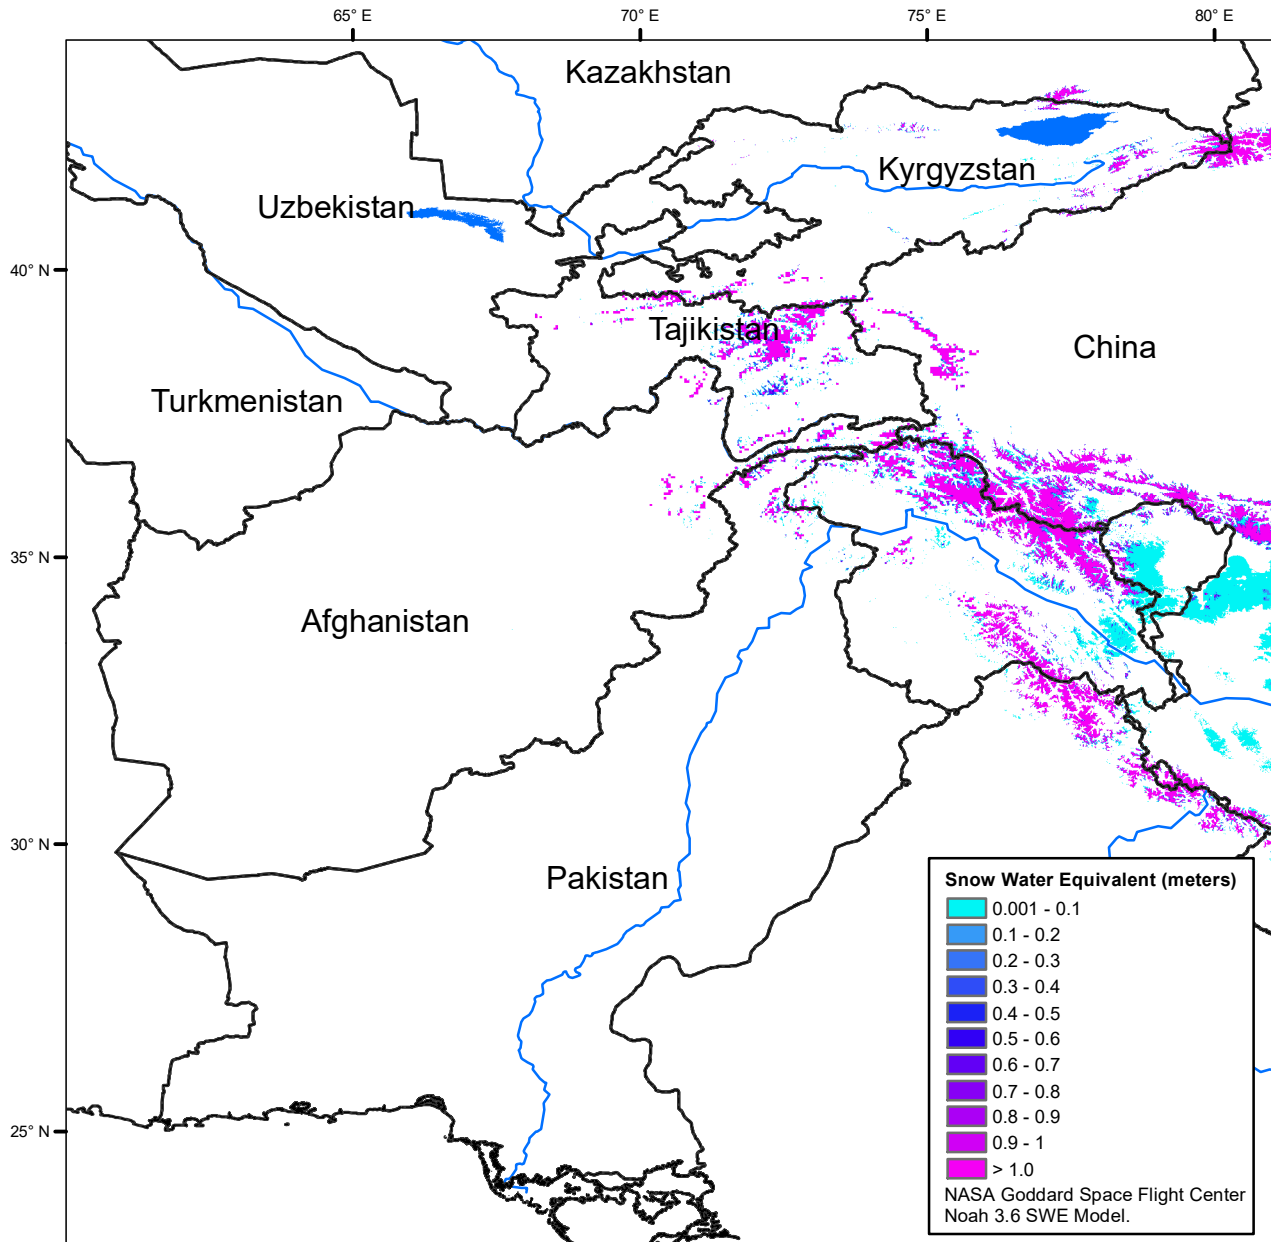 65° E
70° E
75° E
80° E
Kazakhstan
Kyrgyzstan
Uzbekistan
40° N
Tajikistan
China
Turkmenistan
35° N
Afghanistan
30° N
Pakistan
25° N
Snow Water Equivalent (meters)
0.001 - 0.1
0.1 - 0.2
0.2 - 0.3
0.3 - 0.4
0.4 - 0.5
0.5 - 0.6
0.6 - 0.7
0.7 - 0.8
0.8 - 0.9
0.9 - 1
> 1.0
NASA Goddard Space Flight Center
Noah 3.6 SWE Model.